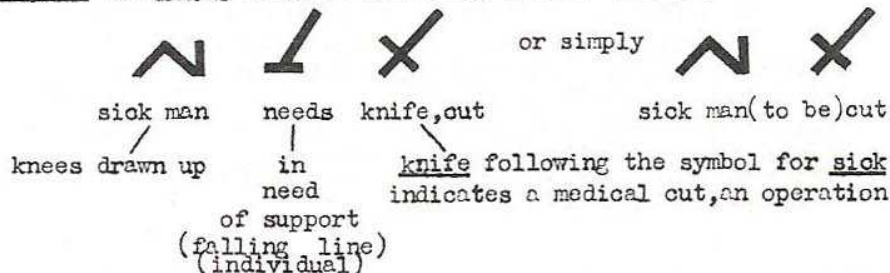 or simply
sick man needs knife,cut sick man(to be)cut
knees drawn up in knife following the symbol for sick
need indicates a medical cut,an operation
of support
(falling line)
(individual)